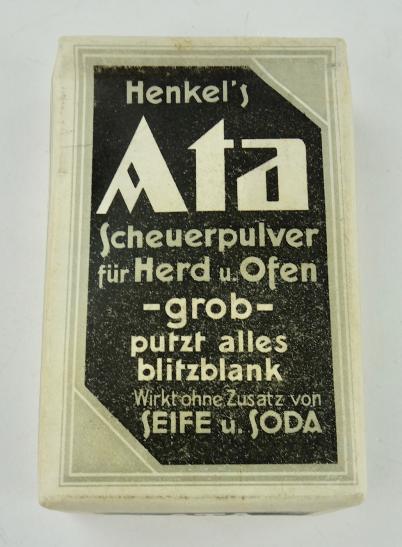 Henkel's
Ata
Scheuerpulver
für Herd u. Ofen
-grob-
putzt alles
blitzblank
Wirkt ohne Zusatz von
SEIFE u. SODA